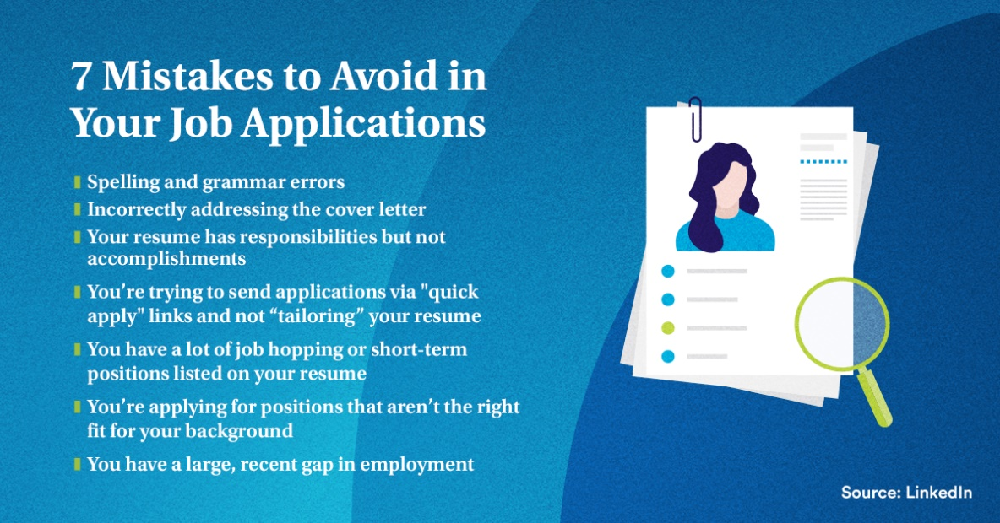 7 Mistakes to Avoid in
Your Job Applications
Spelling and grammar errors
Incorrectly addressing the cover letter
Your resume has responsibilities but not
accomplishments
You’re trying to send applications via "quick
apply" links and not “tailoring” your resume
You have a lot of job hopping or short-term
positions listed on your resume
You’re applying for positions that aren’t the right
fit for your background
You have a large, recent gap in employment
Source: LinkedIn